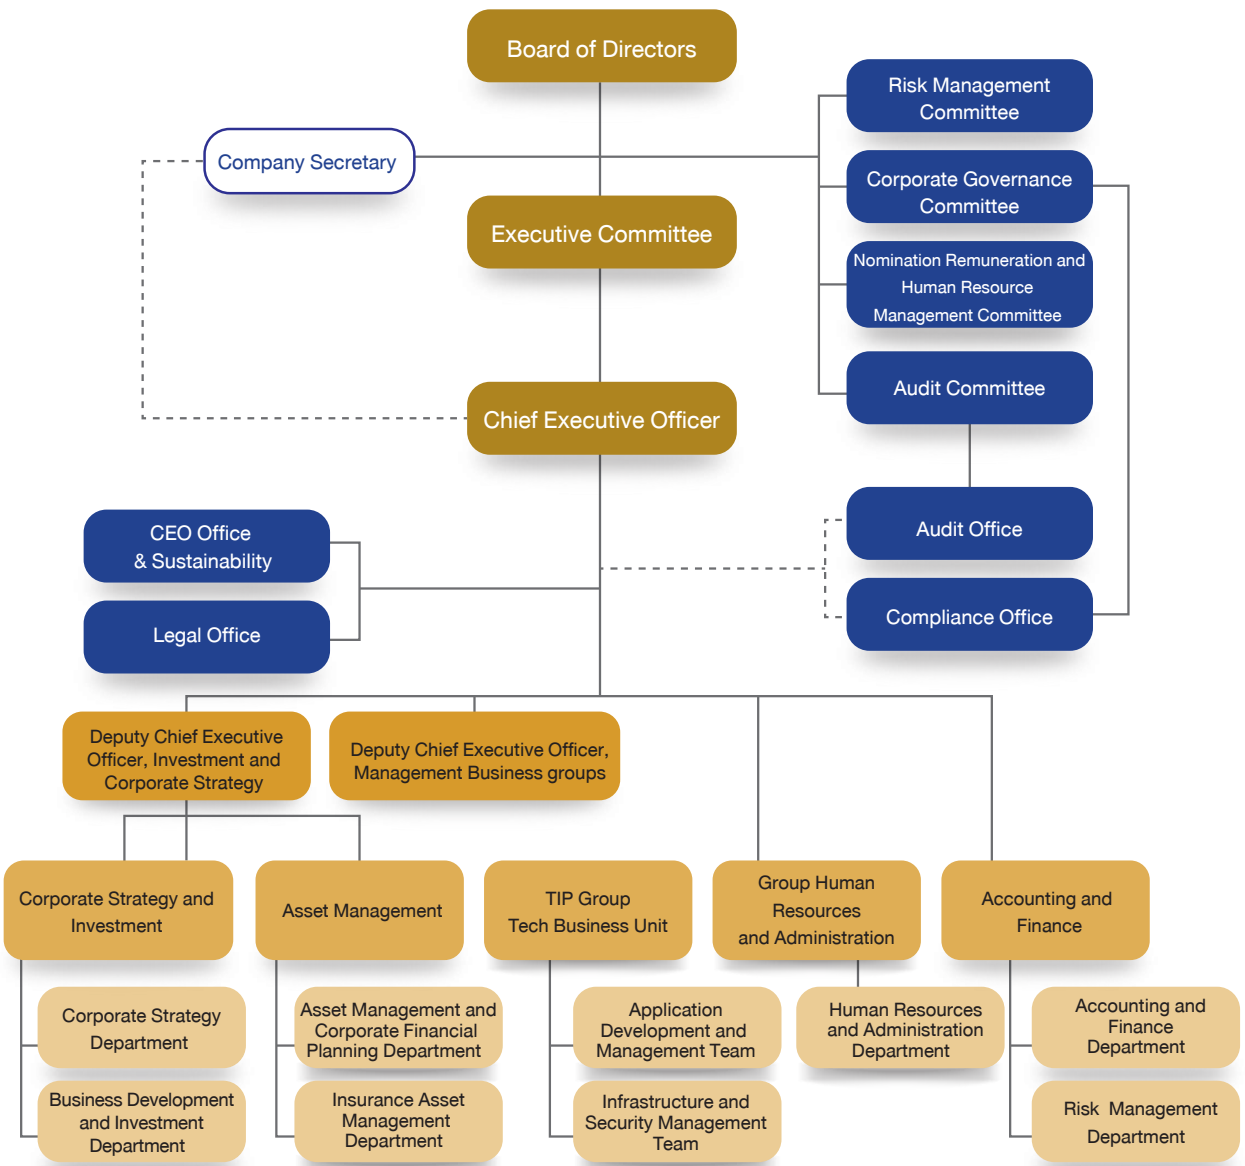 Board of Directors
Risk Management
Committee
Company Secretary
Corporate Governance
Committee
Executive Committee
Nomination Remuneration and
Human Resource
Management Committee
Audit Committee
Chief Executive Officer
CEO Office
& Sustainability
Audit Office
Legal Office
Compliance Office
Deputy Chief Executive
Officer, Investment and
Corporate Strategy
Deputy Chief Executive Officer,
Management Business groups
Corporate Strategy and
Investment
Asset Management
TIP Group
Tech Business Unit
Group Human
Resources
and Administration
Accounting and
Finance
Corporate Strategy
Department
Asset Management and
Corporate Financial
Planning Department
Application
Development and
Management Team
Human Resources
and Administration
Department
Accounting and
Finance
Department
Business Development
and Investment
Department
Insurance Asset
Management
Department
Infrastructure and
Security Management
Team
Risk Management
Department